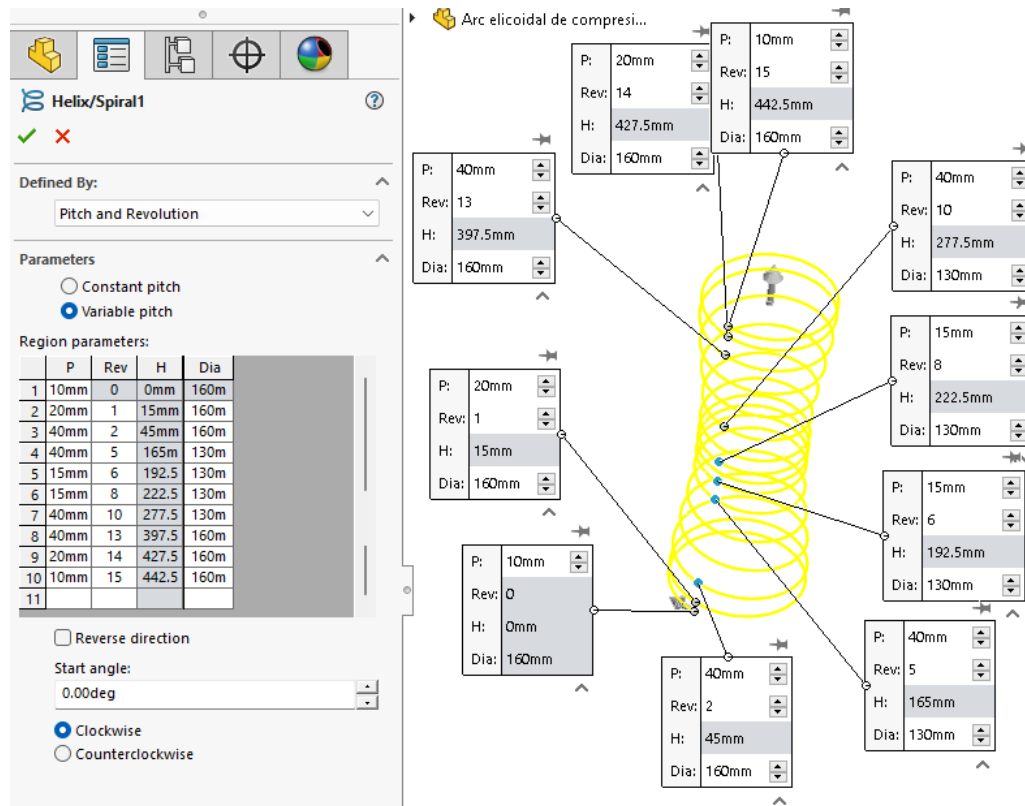 Arc elicoidal de compresi...
Helix/Spiral1
Defined By:
Pitch and Revolution
Parameters
Constant pitch
Variable pitch
Region parameters:
P Rev H Dia
1 10mm 0 0mm 160m
2 20mm 1 15mm 160m
3 40mm 2 45mm 160m
4 40mm 5 165m 130m
5 15mm 6 192.5 130m
6 15mm 8 222.5 130m
7 40mm 10 277.5 130m
8 40mm 13 397.5 160m
9 20mm 14 427.5 160m
10 10mm 15 442.5 160m
11
Reverse direction
Start angle:
0.00deg
Clockwise
Counterclockwise
P: 20mm
Rev: 14
H: 427.5mm
Dia: 160mm
P: 10mm
Rev: 15
H: 442.5mm
Dia: 160mm
P: 40mm
Rev: 13
H: 397.5mm
Dia: 160mm
P: 40mm
Rev: 10
H: 277.5mm
Dia: 130mm
P: 15mm
Rev: 8
H: 222.5mm
Dia: 130mm
P: 20mm
Rev: 1
H: 15mm
Dia: 160mm
P: 15mm
Rev: 6
H: 192.5mm
Dia: 130mm
P: 10mm
Rev: 0
H: 0mm
Dia: 160mm
P: 40mm
Rev: 5
H: 165mm
Dia: 130mm
P: 40mm
Rev: 2
H: 45mm
Dia: 160mm